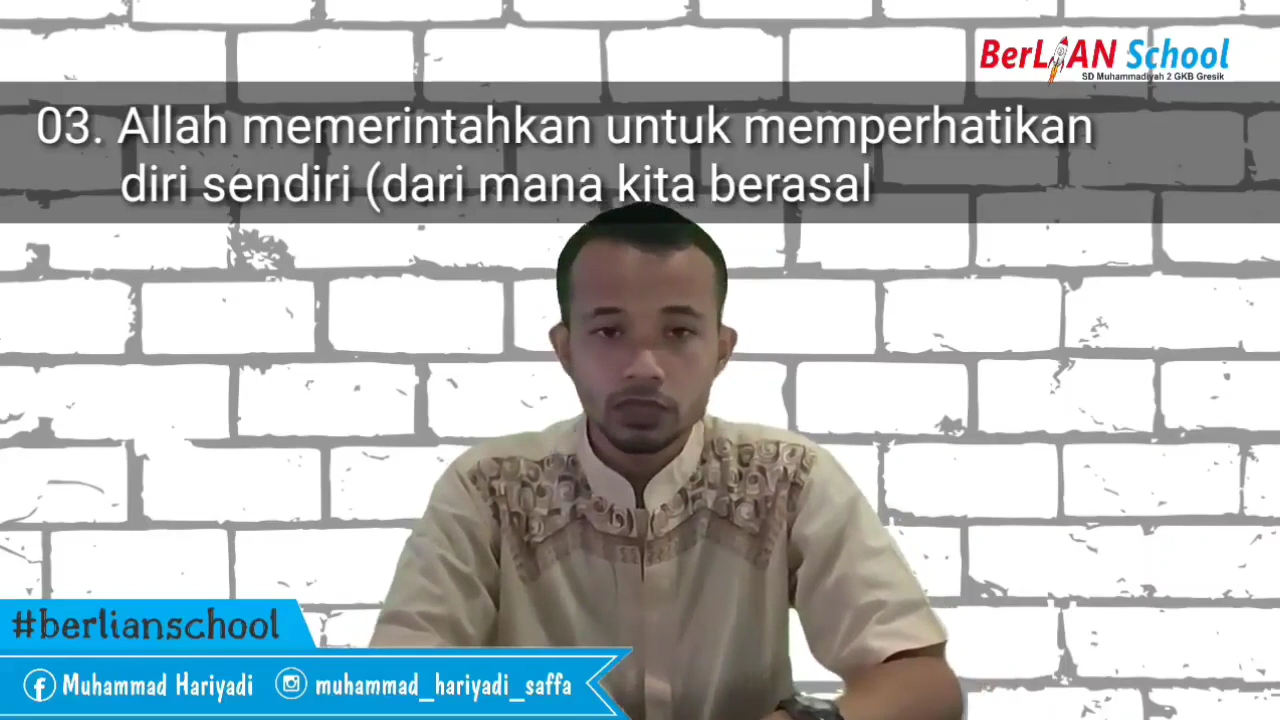 BerLIAN School
SD Muhammadiyah 2 GKB Gresik
03. Allah memerintahkan untuk memperhatikan
diri sendiri (dari mana kita berasal
#berlianschool
Muhammad Hariyadi muhammad_hariyadi_saffa